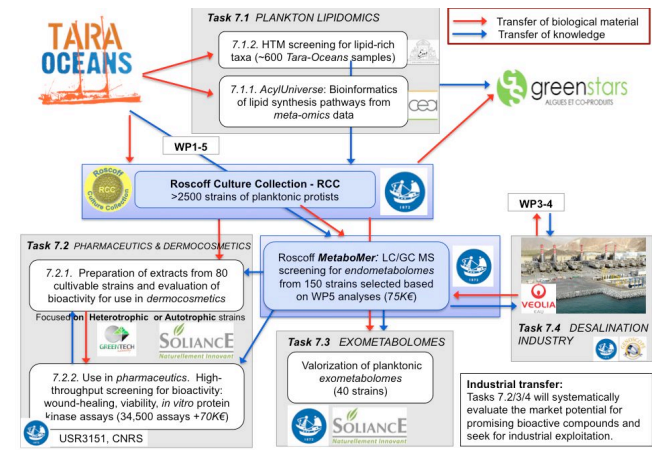 TARA
OCEANS
Task 7.1 PLANKTON LIPIDOMICS
7.1.2. HTM screening for lipid-rich
taxa (~600 Tara-Oceans samples)
7.1.1. AcylUniverse: Bioinformatics
of lipid synthesis pathways from
meta-omics data
cea
Transfer of biological material
Transfer of knowledge
greenstars
ALGUES ET CO-PRODUITS
WP1-5
Roscoff Culture Collection
RCC
Roscoff Culture Collection - RCC
>2500 strains of planktonic protists
1872
WP3-4
Task 7.2 PHARMACEUTICS & DERMOCOSMETICS
7.2.1. Preparation of extracts from 80
cultivable strains and evaluation of
bioactivity for use in dermocosmetics
Focused on Heterotrophic or Autotrophic strains
GREENTECH
SOLIANCE
Naturellement Innovant
7.2.2. Use in pharmaceutics. High-
throughput screening for bioactivity:
wound-healing, viability, in vitro protein
kinase assays (34,500 assays +70K€)
USR3151, CNRS
Roscoff MetaboMer: LC/GC MS
screening for endometabolomes
from 150 strains selected based
on WP5 analyses (75K€)
1872
Task 7.3 EXOMETABOLOMES
Valorization of planktonic
exometabolomes
(40 strains)
1872
SOLIANCE
Naturellement Innovant
VEOLIA
EAU
Task 7.4 DESALINATION
INDUSTRY
Industrial transfer:
Tasks 7.2/3/4 will systematically
evaluate the market potential for
promising bioactive compounds and
seek for industrial exploitation.